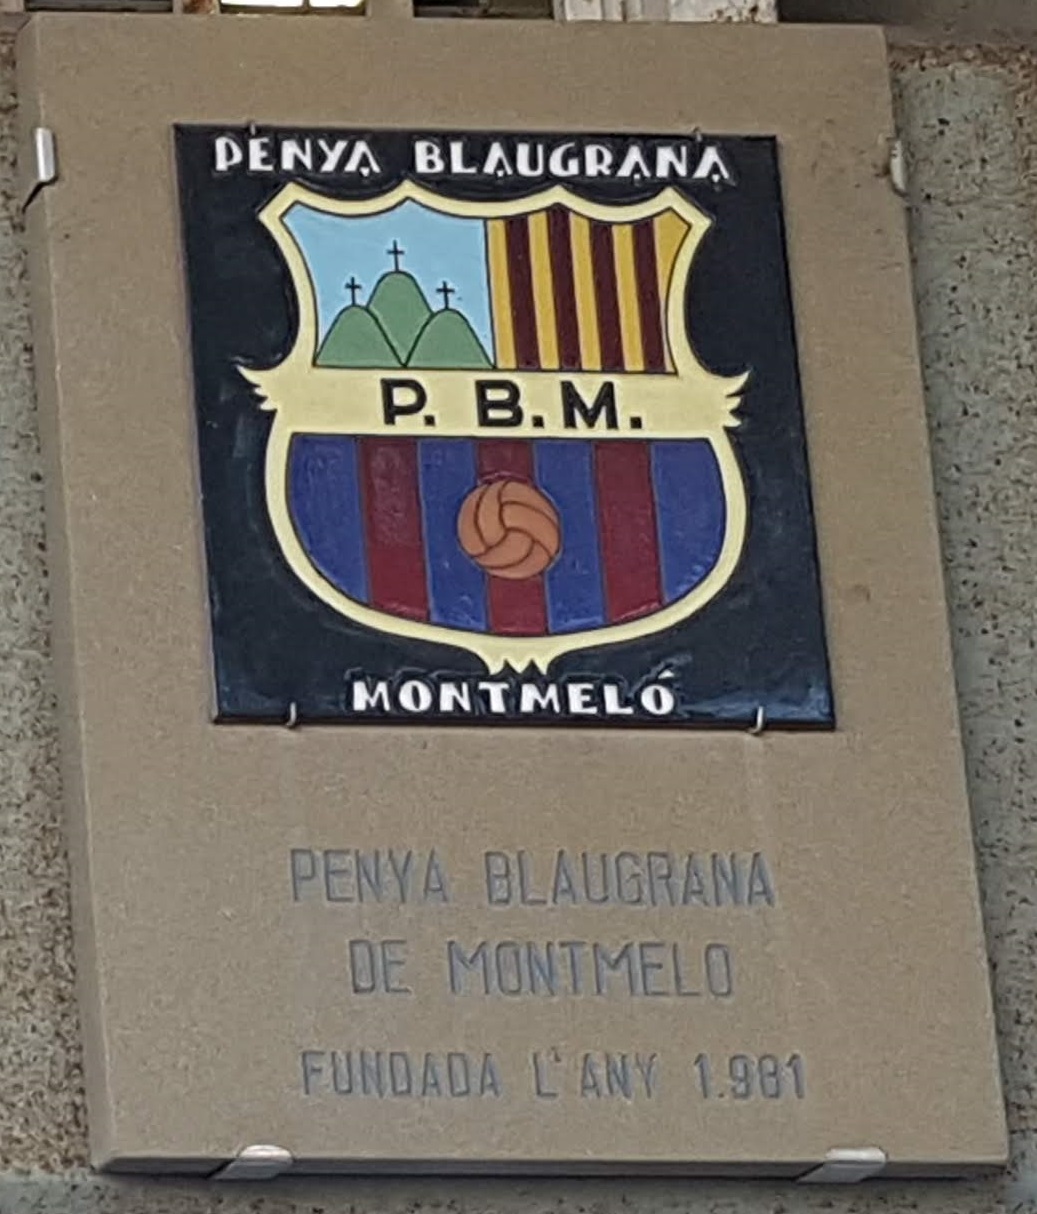 PENYA BLAUGRANA
P. B. M.
MONTMELÓ
PENYA BLAUGRANA
DE MONTMELO
FUNDADA L'ANY 1.981